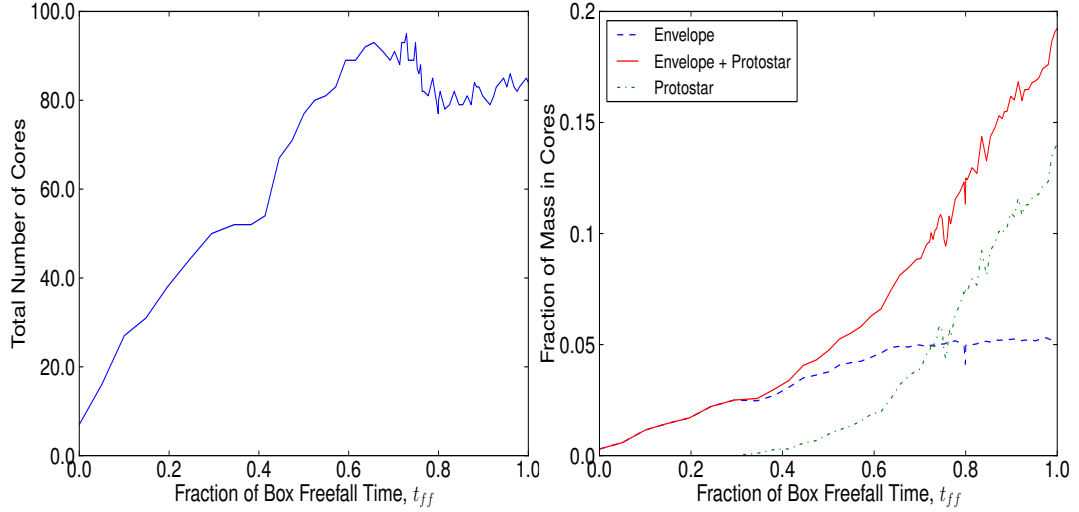 100.0
80.0
60.0
40.0
20.0
0.0
0.0 0.2 0.4 0.6 0.8 1.0
Total Number of Cores
Fraction of Box Freefall Time, t_ff
0.2
0.15
0.1
0.05
0.0
0.0 0.2 0.4 0.6 0.8 1.0
Fraction of Mass in Cores
Fraction of Box Freefall Time, t_ff
Envelope
Envelope + Protostar
Protostar